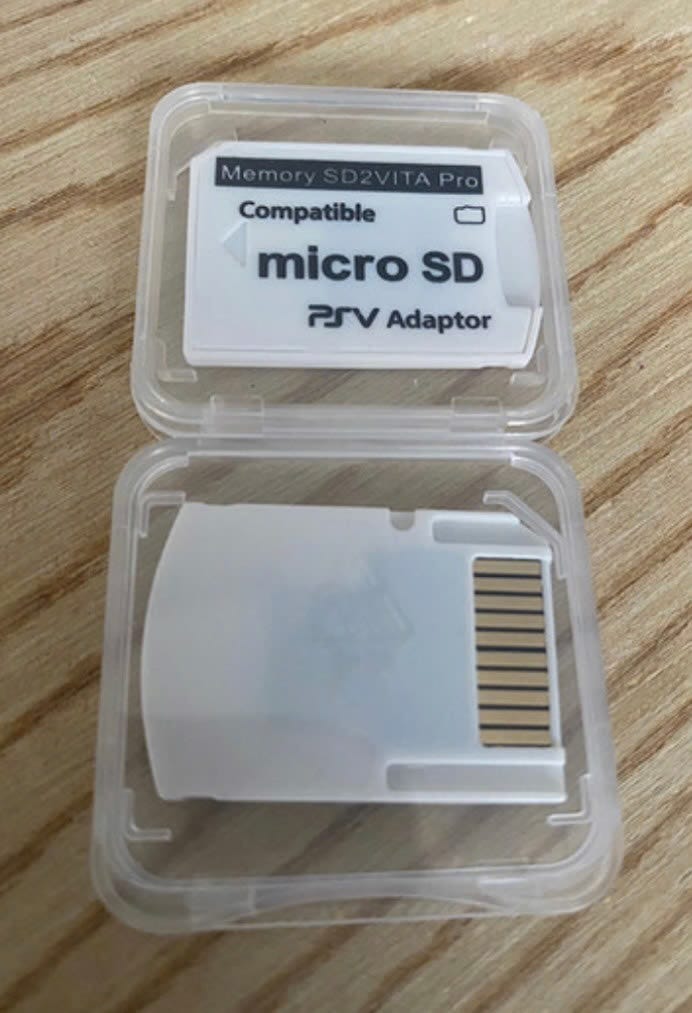 Memory SD2VITA Pro
Compatible
micro SD
PSV Adaptor